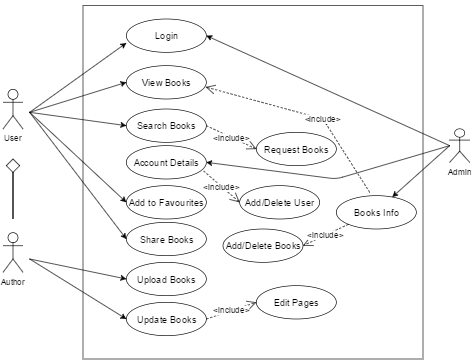 Login
View Books
Search Books
<include>
<include>
Request Books
User
Account Details
Admin
<include>
Add to Favourites
Add/Delete User
Books Info
Share Books
Add/Delete Books
<include>
Author
Upload Books
Edit Pages
Update Books
<include>